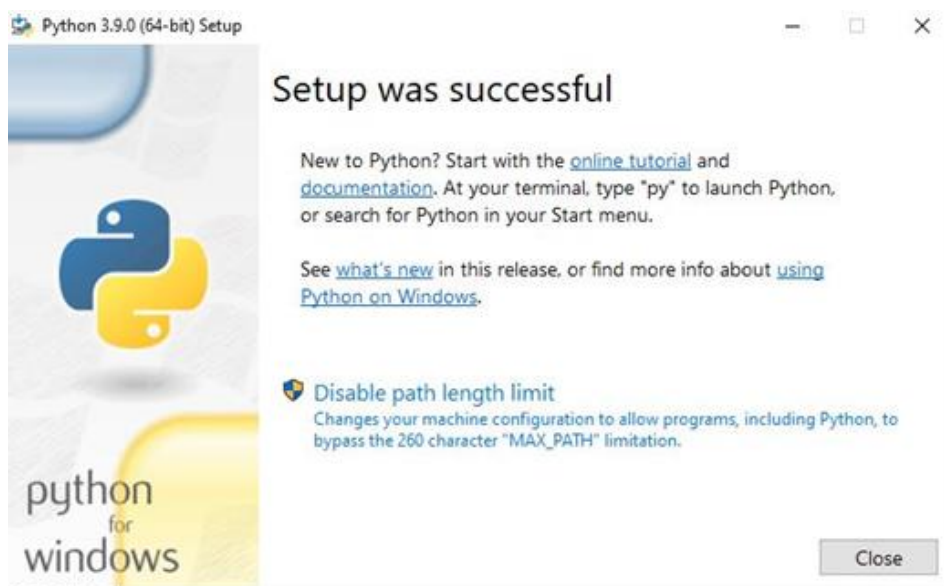 Python 3.9.0 (64-bit) Setup
Setup was successful
New to Python? Start with the online tutorial and
documentation. At your terminal, type "py" to launch Python,
or search for Python in your Start menu.
See what's new in this release, or find more info about using
Python on Windows.
Disable path length limit
Changes your machine configuration to allow programs, including Python, to
bypass the 260 character "MAX_PATH" limitation.
python
for
windows
Close